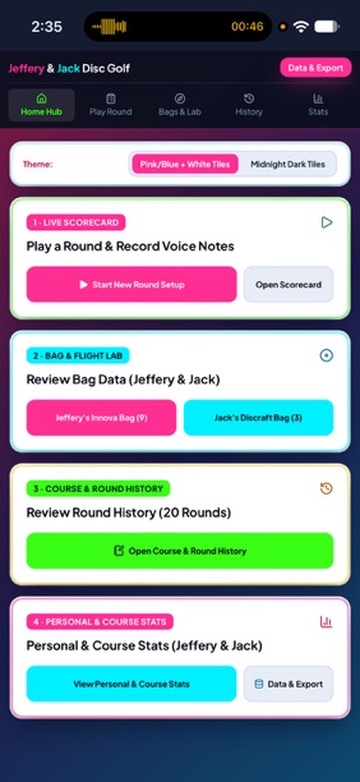 2:35
00:46
Jeffery & Jack Disc Golf
Data & Export
Home Hub
Play Round
Bags & Lab
History
Stats
Theme:
Pink/Blue + White Tiles
Midnight Dark Tiles
1 · LIVE SCORECARD
Play a Round & Record Voice Notes
Start New Round Setup
Open Scorecard
2 · BAG & FLIGHT LAB
Review Bag Data (Jeffery & Jack)
Jeffery's Innova Bag (9)
Jack's Discraft Bag (3)
3 · COURSE & ROUND HISTORY
Review Round History (20 Rounds)
Open Course & Round History
4 · PERSONAL & COURSE STATS
Personal & Course Stats (Jeffery & Jack)
View Personal & Course Stats
Data & Export